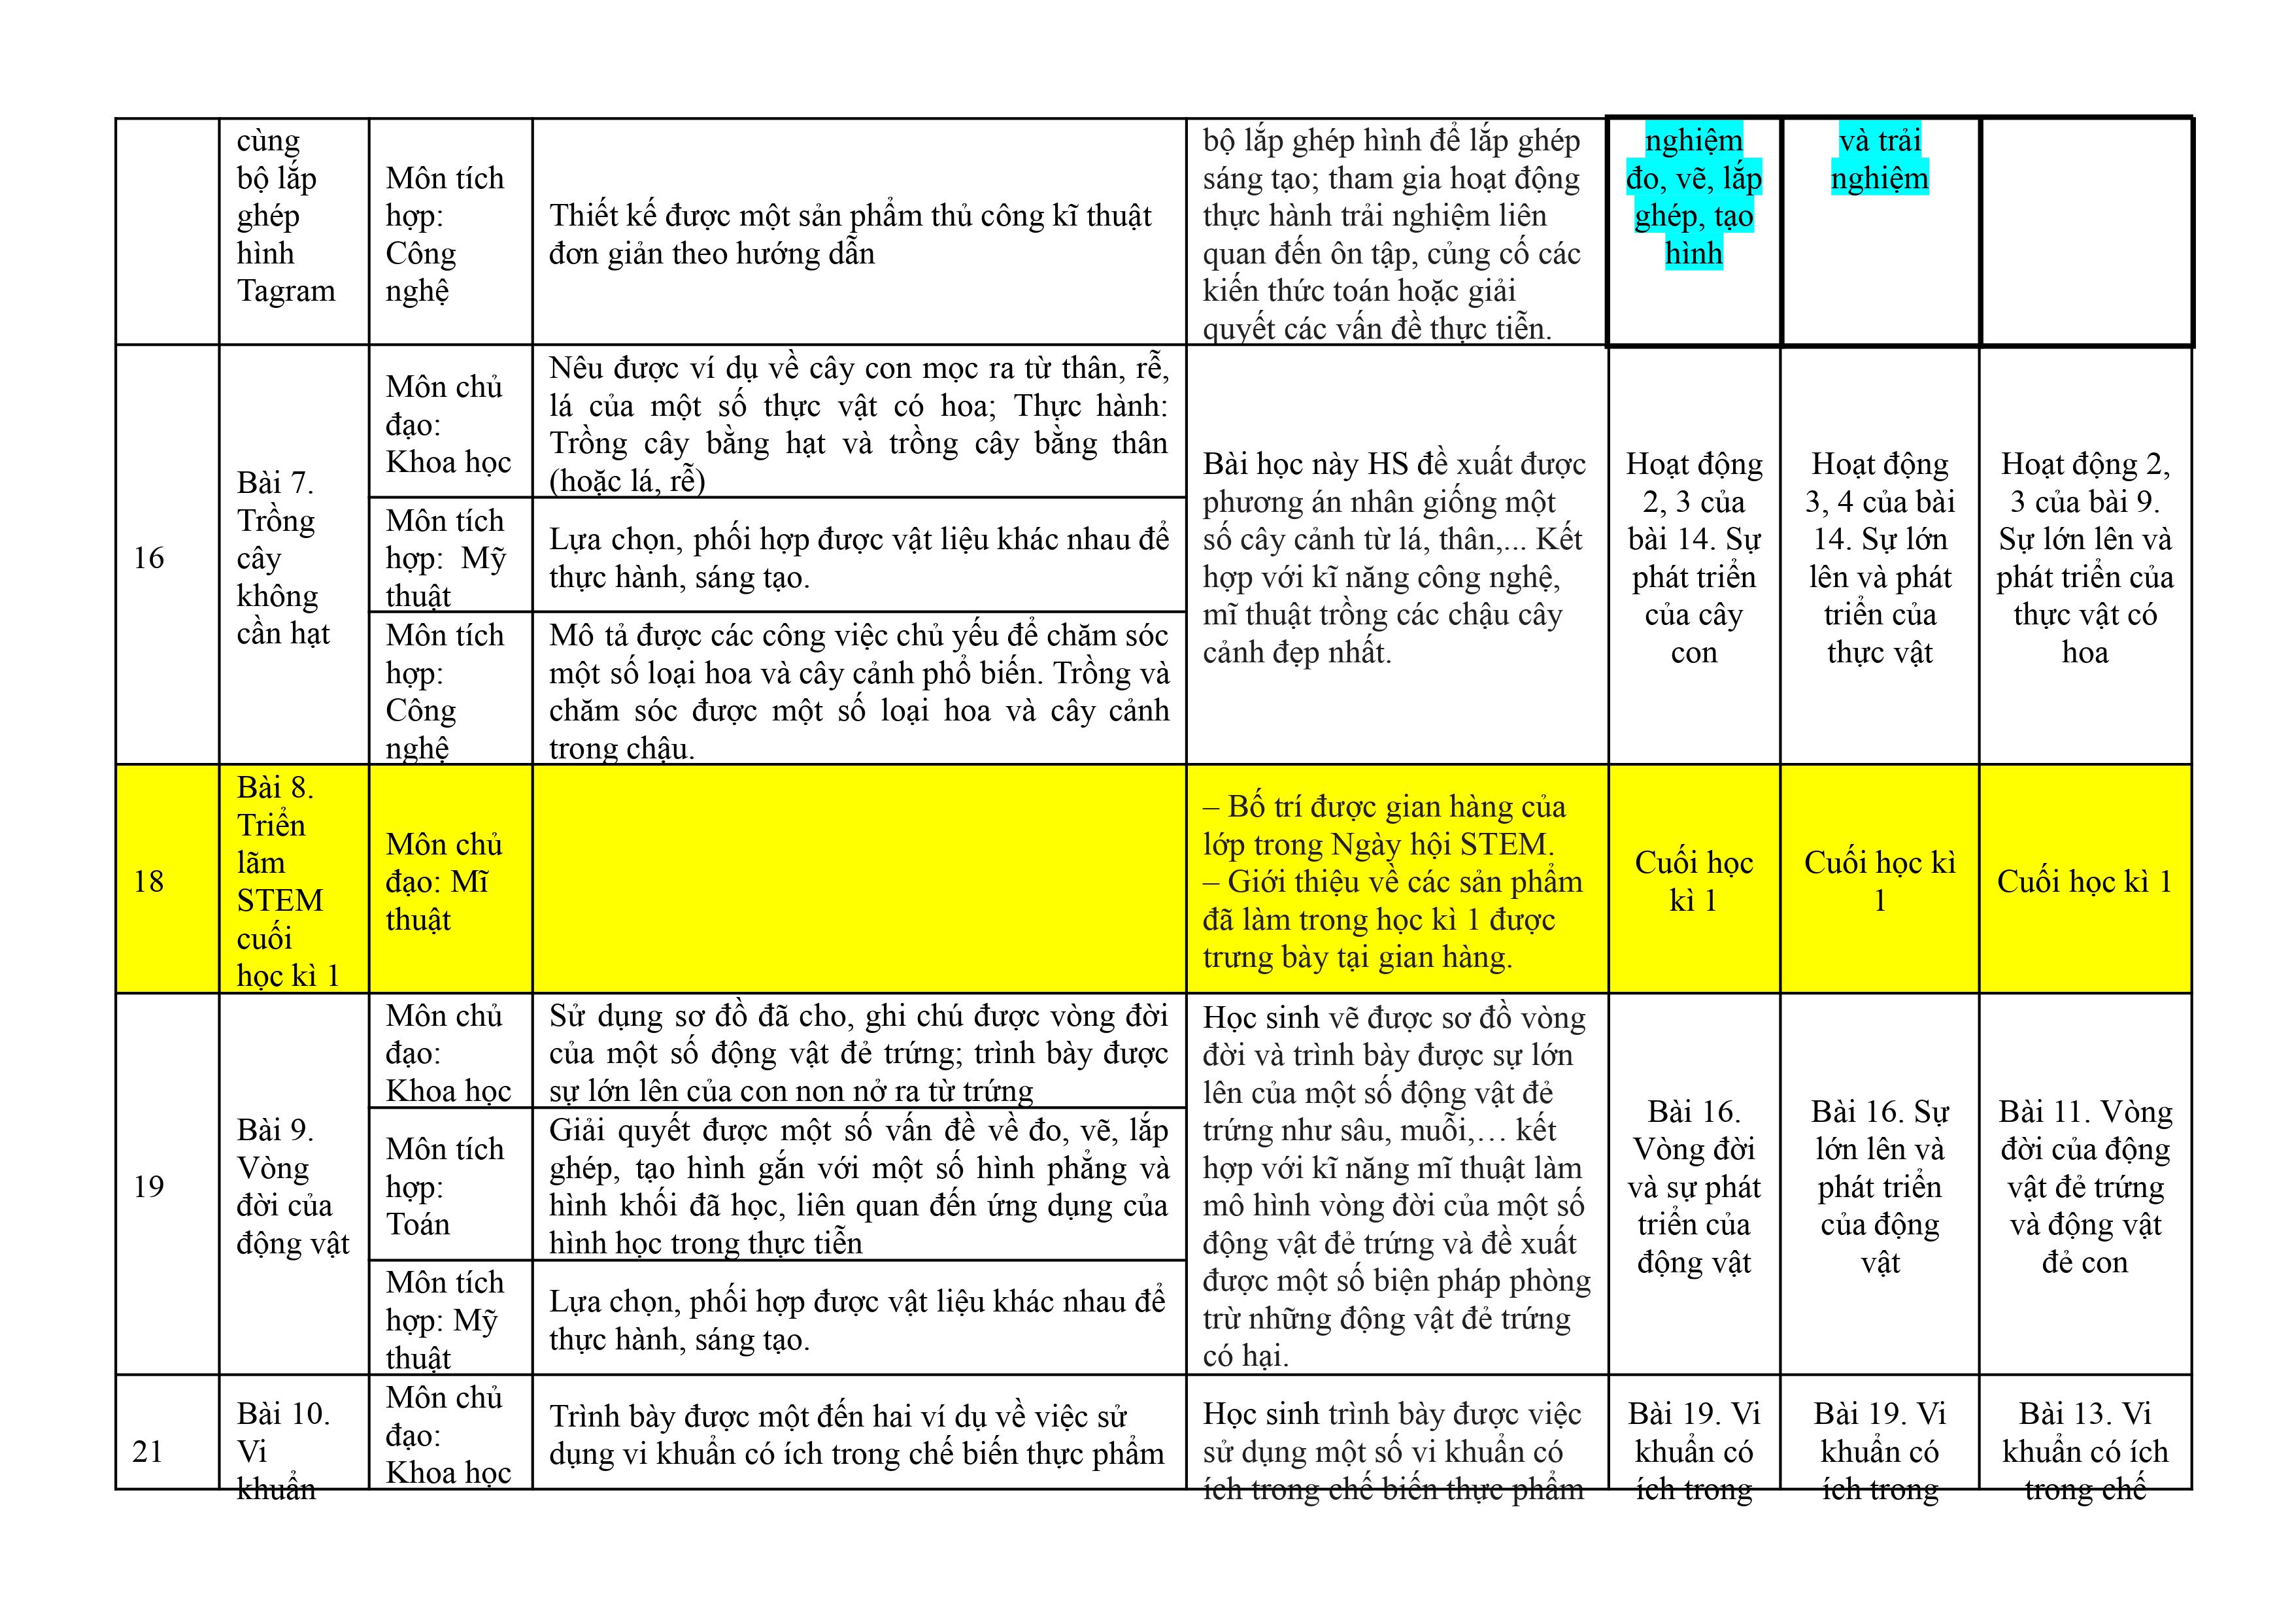 cùng
bộ lắp
ghép
hình
Tagram
Môn tích
hợp:
Công
nghệ
Thiết kế được một sản phẩm thủ công kĩ thuật
đơn giản theo hướng dẫn
bộ lắp ghép hình để lắp ghép
sáng tạo; tham gia hoạt động
thực hành trải nghiệm liên
quan đến ôn tập, củng cố các
kiến thức toán hoặc giải
quyết các vấn đề thực tiễn.
nghiệm
đo, vẽ, lắp
ghép, tạo
hình
và trải
nghiệm
16
Bài 7.
Trồng
cây
không
cần hạt
Môn chủ
đạo:
Khoa học
Nêu được ví dụ về cây con mọc ra từ thân, rễ,
lá của một số thực vật có hoa; Thực hành:
Trồng cây bằng hạt và trồng cây bằng thân
(hoặc lá, rễ)
Môn tích
hợp:  Mỹ
thuật
Lựa chọn, phối hợp được vật liệu khác nhau để
thực hành, sáng tạo.
Môn tích
hợp:
Công
nghệ
Mô tả được các công việc chủ yếu để chăm sóc
một số loại hoa và cây cảnh phổ biến. Trồng và
chăm sóc được một số loại hoa và cây cảnh
trong chậu.
Bài học này HS đề xuất được
phương án nhân giống một
số cây cảnh từ lá, thân,... Kết
hợp với kĩ năng công nghệ,
mĩ thuật trồng các chậu cây
cảnh đẹp nhất.
Hoạt động
2, 3 của
bài 14. Sự
phát triển
của cây
con
Hoạt động
3, 4 của bài
14. Sự lớn
lên và phát
triển của
thực vật
Hoạt động 2,
3 của bài 9.
Sự lớn lên và
phát triển của
thực vật có
hoa
18
Bài 8.
Triển
lãm
STEM
cuối
học kì 1
Môn chủ
đạo: Mĩ
thuật
– Bố trí được gian hàng của
lớp trong Ngày hội STEM.
– Giới thiệu về các sản phẩm
đã làm trong học kì 1 được
trưng bày tại gian hàng.
Cuối học
kì 1
Cuối học kì
1
Cuối học kì 1
19
Bài 9.
Vòng
đời của
động vật
Môn chủ
đạo:
Khoa học
Sử dụng sơ đồ đã cho, ghi chú được vòng đời
của một số động vật đẻ trứng; trình bày được
sự lớn lên của con non nở ra từ trứng
Môn tích
hợp:
Toán
Giải quyết được một số vấn đề về đo, vẽ, lắp
ghép, tạo hình gắn với một số hình phẳng và
hình khối đã học, liên quan đến ứng dụng của
hình học trong thực tiễn
Môn tích
hợp: Mỹ
thuật
Lựa chọn, phối hợp được vật liệu khác nhau để
thực hành, sáng tạo.
Học sinh vẽ được sơ đồ vòng
đời và trình bày được sự lớn
lên của một số động vật đẻ
trứng như sâu, muỗi,… kết
hợp với kĩ năng mĩ thuật làm
mô hình vòng đời của một số
động vật đẻ trứng và đề xuất
được một số biện pháp phòng
trừ những động vật đẻ trứng
có hại.
Bài 16.
Vòng đời
và sự phát
triển của
động vật
Bài 16. Sự
lớn lên và
phát triển
của động
vật
Bài 11. Vòng
đời của động
vật đẻ trứng
và động vật
đẻ con
21
Bài 10.
Vi
khuẩn
Môn chủ
đạo:
Khoa học
Trình bày được một đến hai ví dụ về việc sử
dụng vi khuẩn có ích trong chế biến thực phẩm
Học sinh trình bày được việc
sử dụng một số vi khuẩn có
ích trong chế biến thực phẩm
Bài 19. Vi
khuẩn có
ích trong
Bài 19. Vi
khuẩn có
ích trong
Bài 13. Vi
khuẩn có ích
trong chế